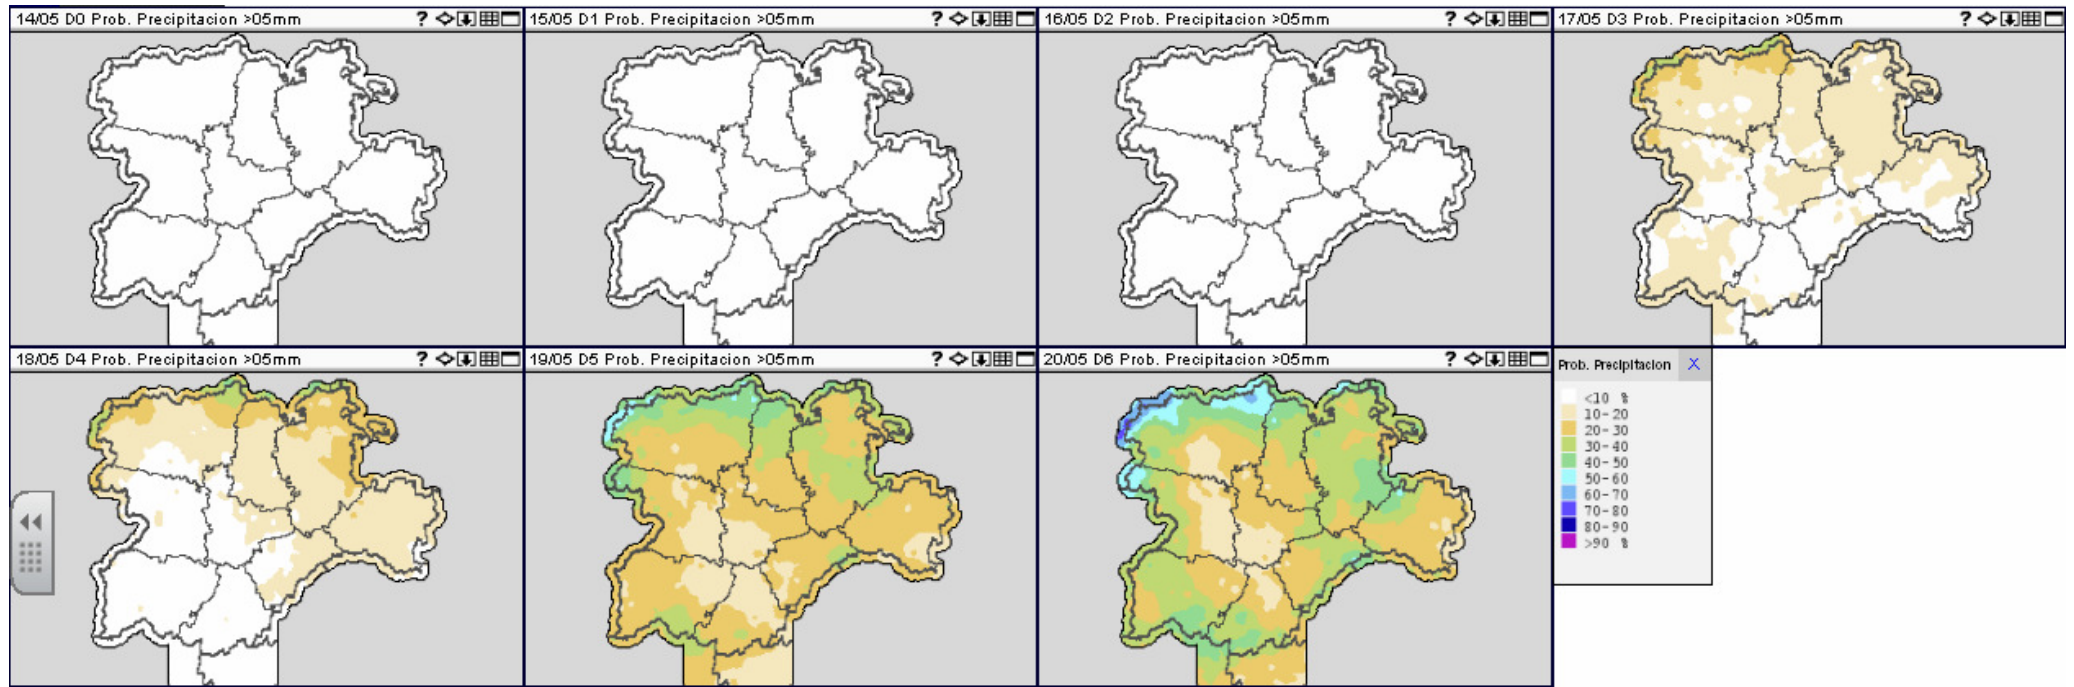 14/05 D0 Prob. Precipitacion >05mm ?
15/05 D1 Prob. Precipitacion >05mm ?
16/05 D2 Prob. Precipitacion >05mm ?
17/05 D3 Prob. Precipitacion >05mm ?
18/05 D4 Prob. Precipitacion >05mm ?
19/05 D5 Prob. Precipitacion >05mm ?
20/05 D6 Prob. Precipitacion >05mm ?
Prob. Precipitacion X
<10 %
10-20
20-30
30-40
40-50
50-60
60-70
70-80
80-90
>90 %